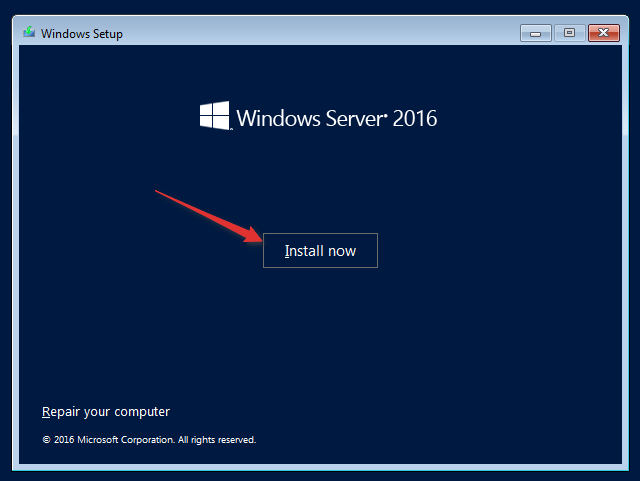 Windows Setup
Windows Server® 2016
Install now
Repair your computer
© 2016 Microsoft Corporation. All rights reserved.